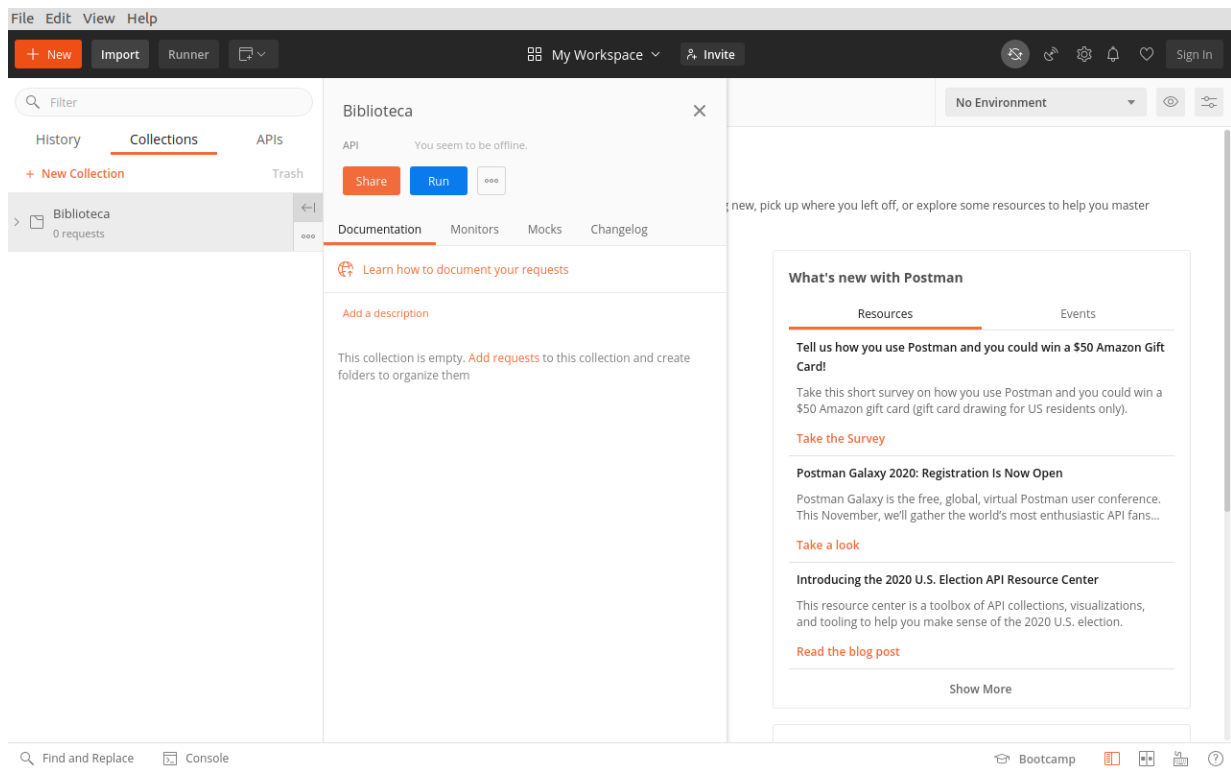 File Edit View Help
+ New Import Runner My Workspace Invite Sign In
Filter
History Collections APIs
+ New Collection Trash
Biblioteca
0 requests
Biblioteca
API You seem to be offline.
Share Run
Documentation Monitors Mocks Changelog
Learn how to document your requests
Add a description
This collection is empty. Add requests to this collection and create
folders to organize them
No Environment
new, pick up where you left off, or explore some resources to help you master
What's new with Postman
Resources Events
Tell us how you use Postman and you could win a $50 Amazon Gift
Card!
Take this short survey on how you use Postman and you could win a
$50 Amazon gift card (gift card drawing for US residents only).
Take the Survey
Postman Galaxy 2020: Registration Is Now Open
Postman Galaxy is the free, global, virtual Postman user conference.
This November, we'll gather the world's most enthusiastic API fans...
Take a look
Introducing the 2020 U.S. Election API Resource Center
This resource center is a toolbox of API collections, visualizations,
and tooling to help you make sense of the 2020 U.S. election.
Read the blog post
Show More
Find and Replace Console Bootcamp